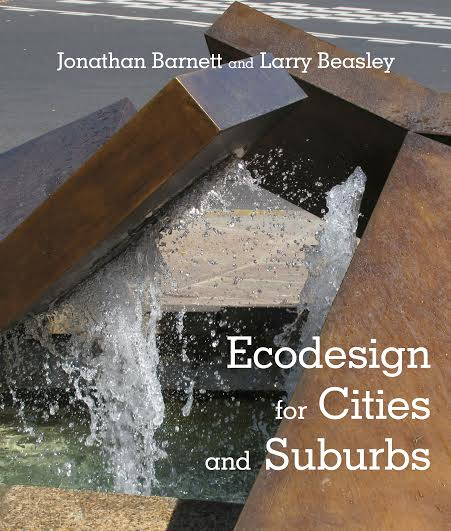 Jonathan Barnett and Larry Beasley
Ecodesign
for Cities
and Suburbs